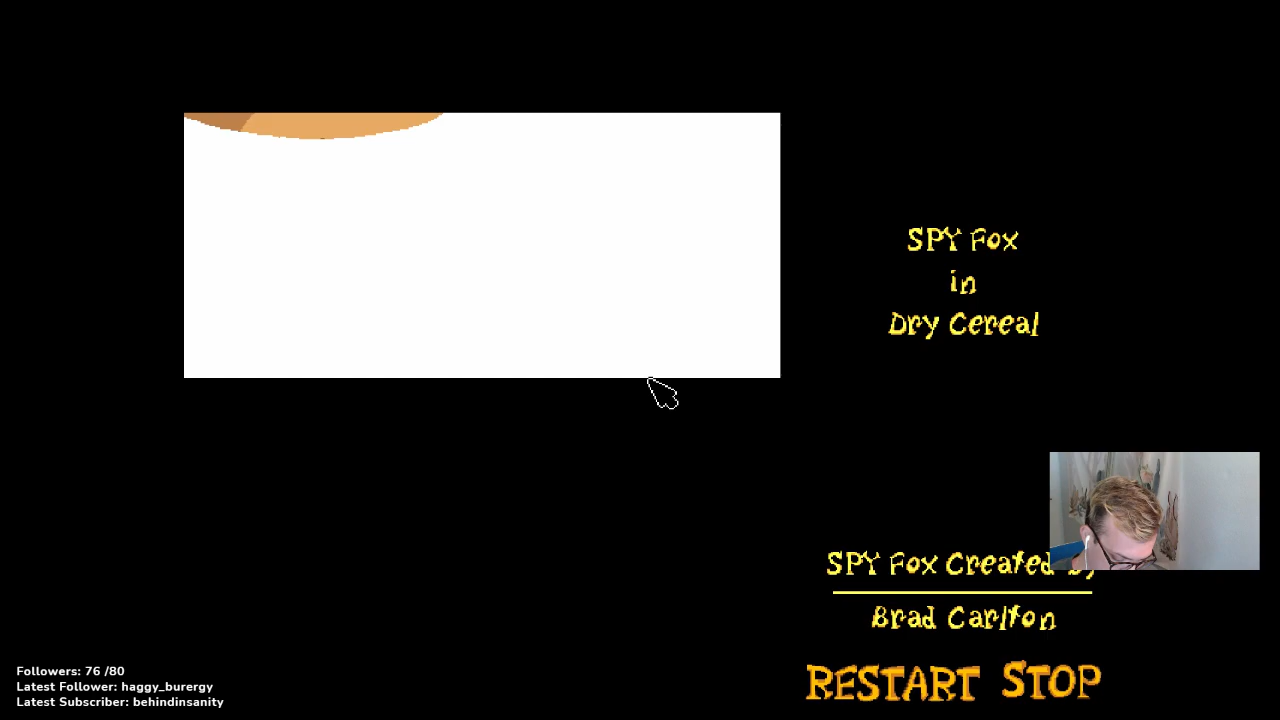 SPY Fox
in
Dry Cereal
SPY Fox Created
Brad Carlton
RESTART STOP
Followers: 76 /80
Latest Follower: haggy_burergy
Latest Subscriber: behindinsanity